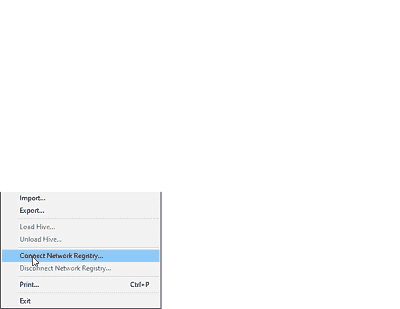 Import...
Export...
Load Hive...
Unload Hive...
Connect Network Registry...
Disconnect Network Registry...
Print... Ctrl+P
Exit